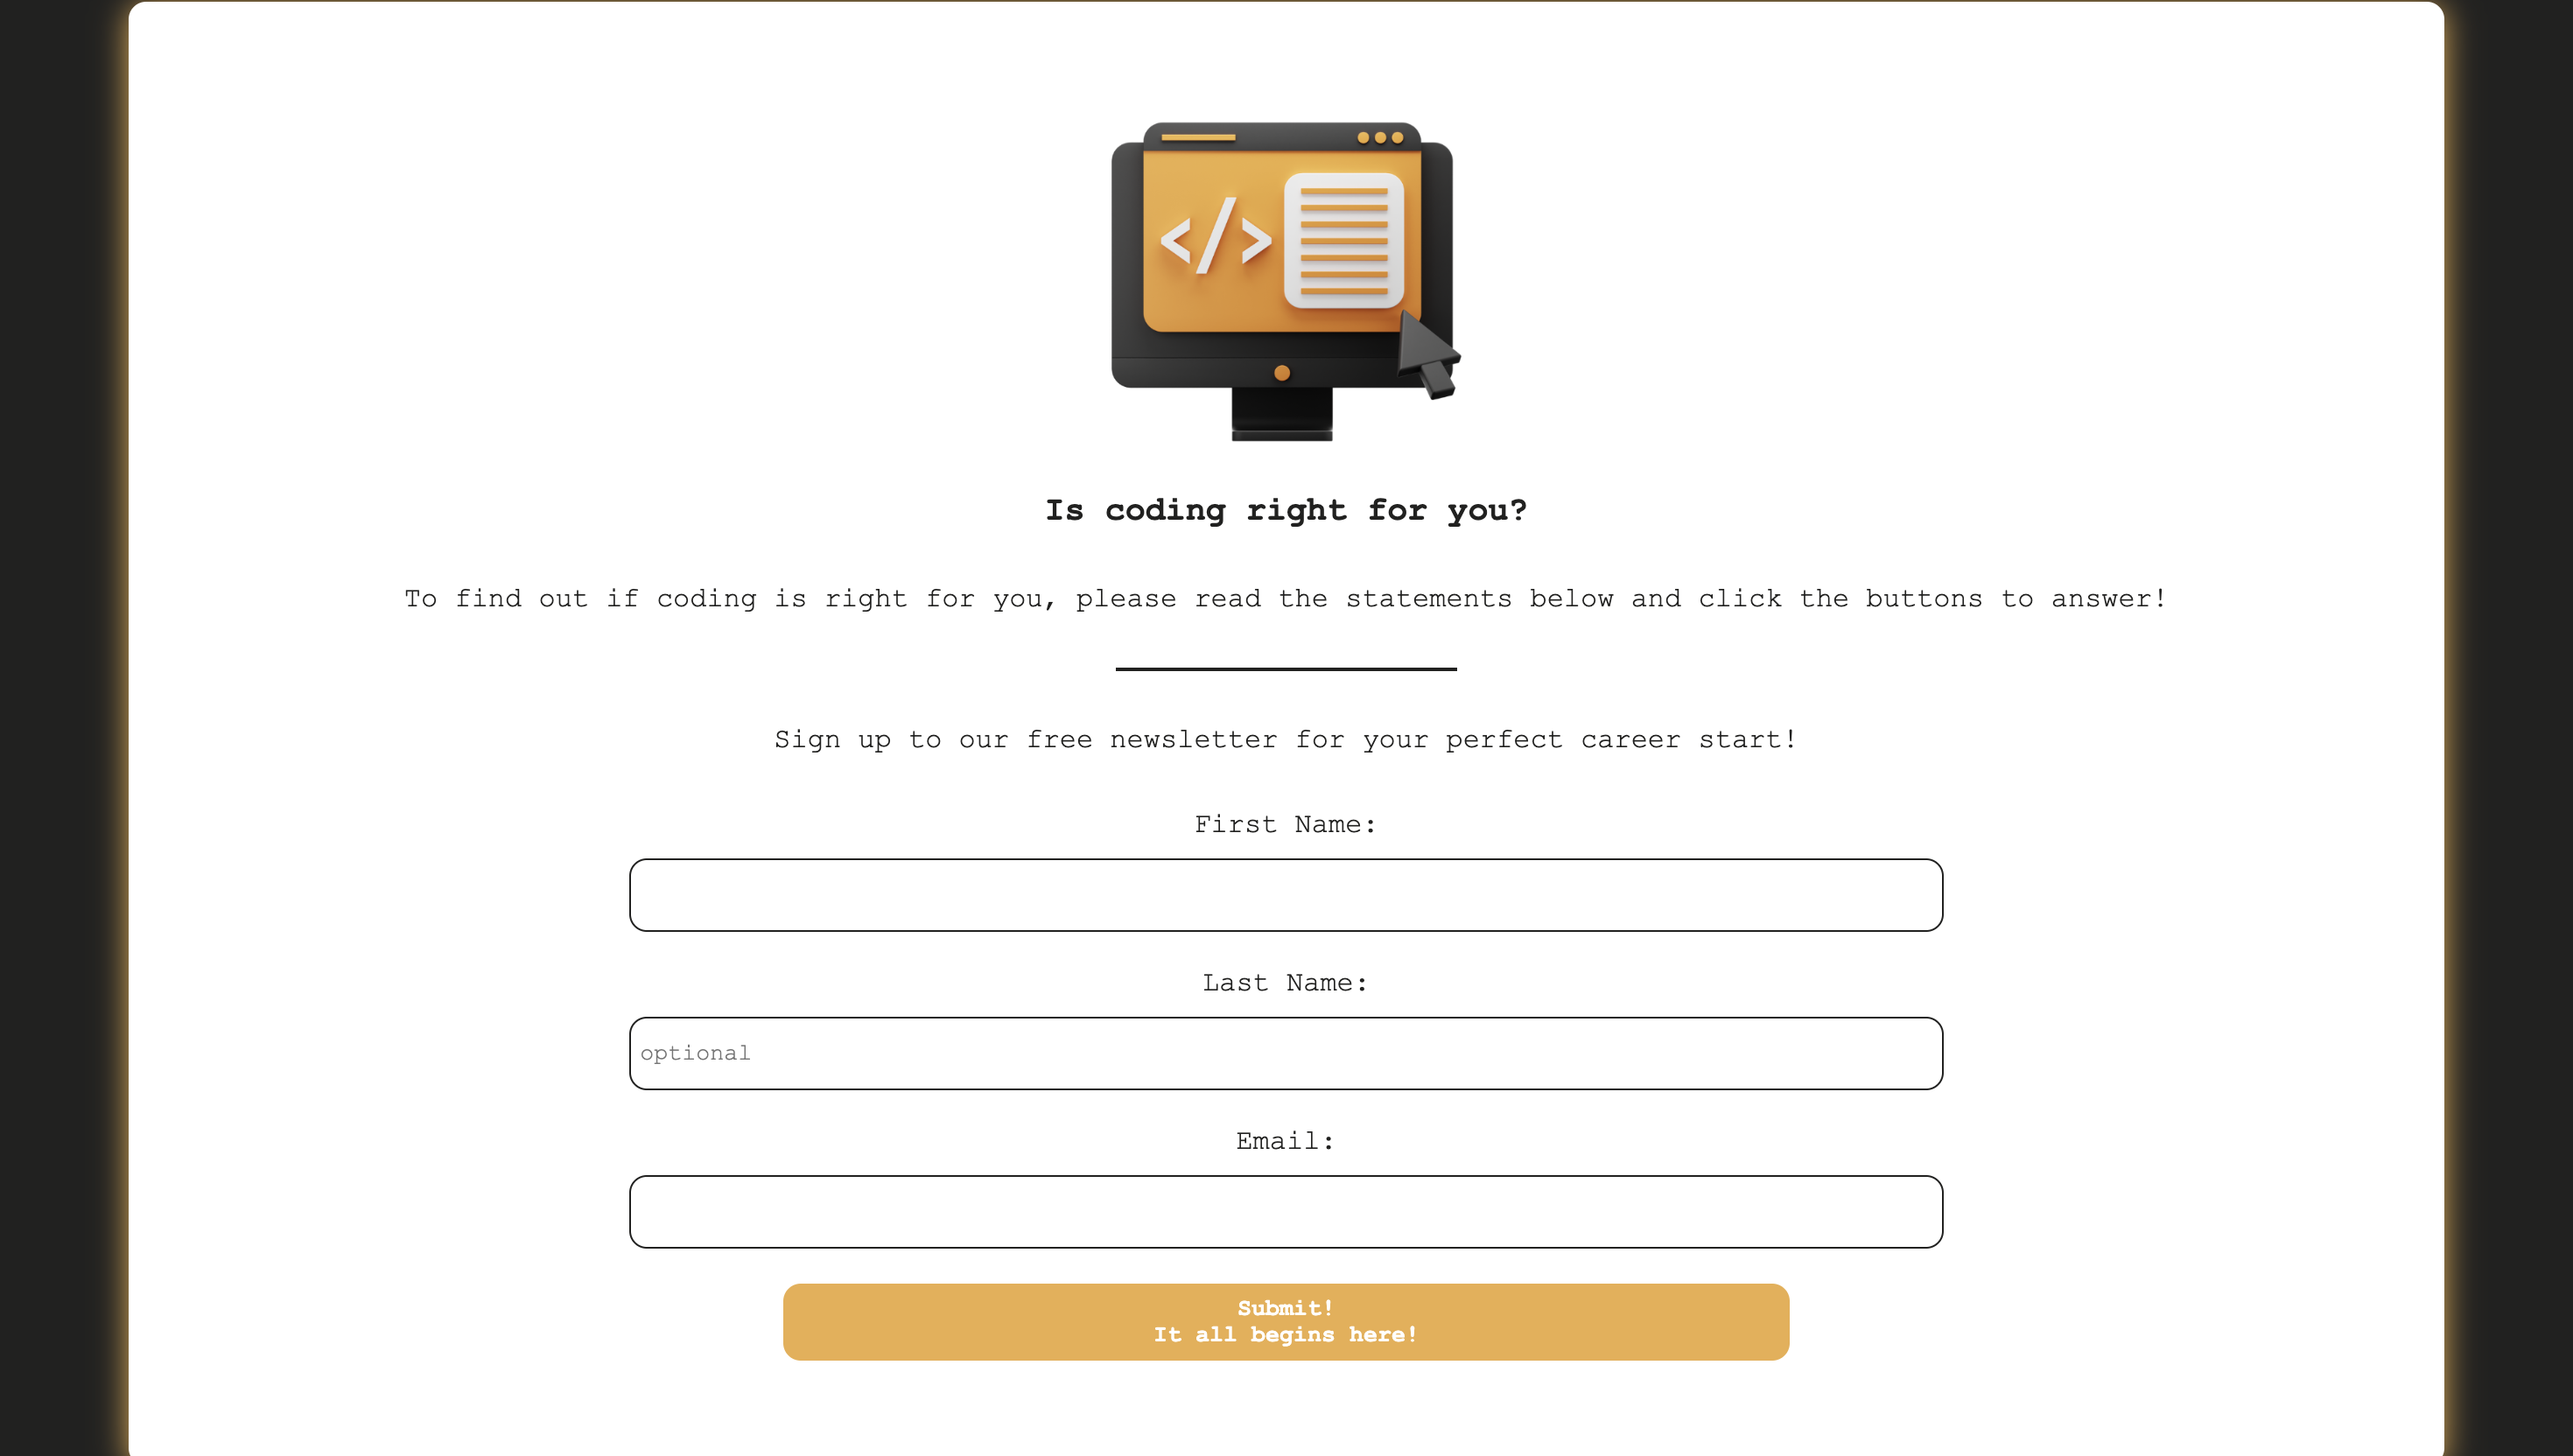 </>
Is coding right for you?
To find out if coding is right for you, please read the statements below and click the buttons to answer!
Sign up to our free newsletter for your perfect career start!
First Name:
Last Name:
optional
Email:
Submit!
It all begins here!